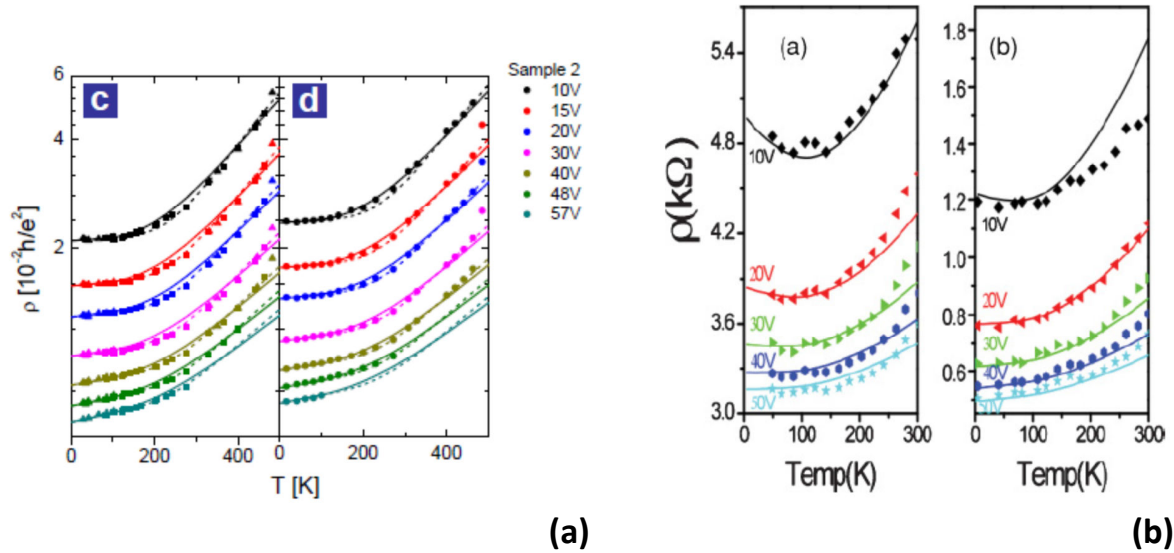 c
d
ρ [10⁻²h/e²]
6
4
2
0
200
400
0
200
400
T [K]
Sample 2
10V
15V
20V
30V
40V
48V
57V
(a)
(a)
ρ(kΩ)
5.4
4.8
4.2
3.6
3.0
10V
20V
30V
40V
50V
0
100
200
300
Temp(K)
(b)
1.8
1.6
1.4
1.2
1.0
0.8
0.6
10V
20V
30V
40V
50V
0
100
200
300
Temp(K)
(b)